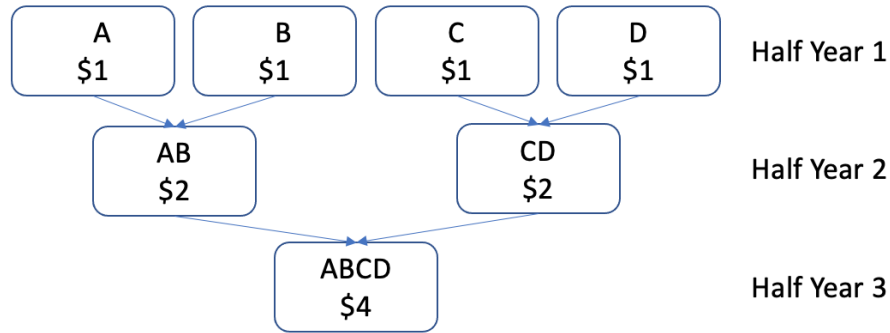 A
$1
B
$1
C
$1
D
$1
Half Year 1
AB
$2
CD
$2
Half Year 2
ABCD
$4
Half Year 3